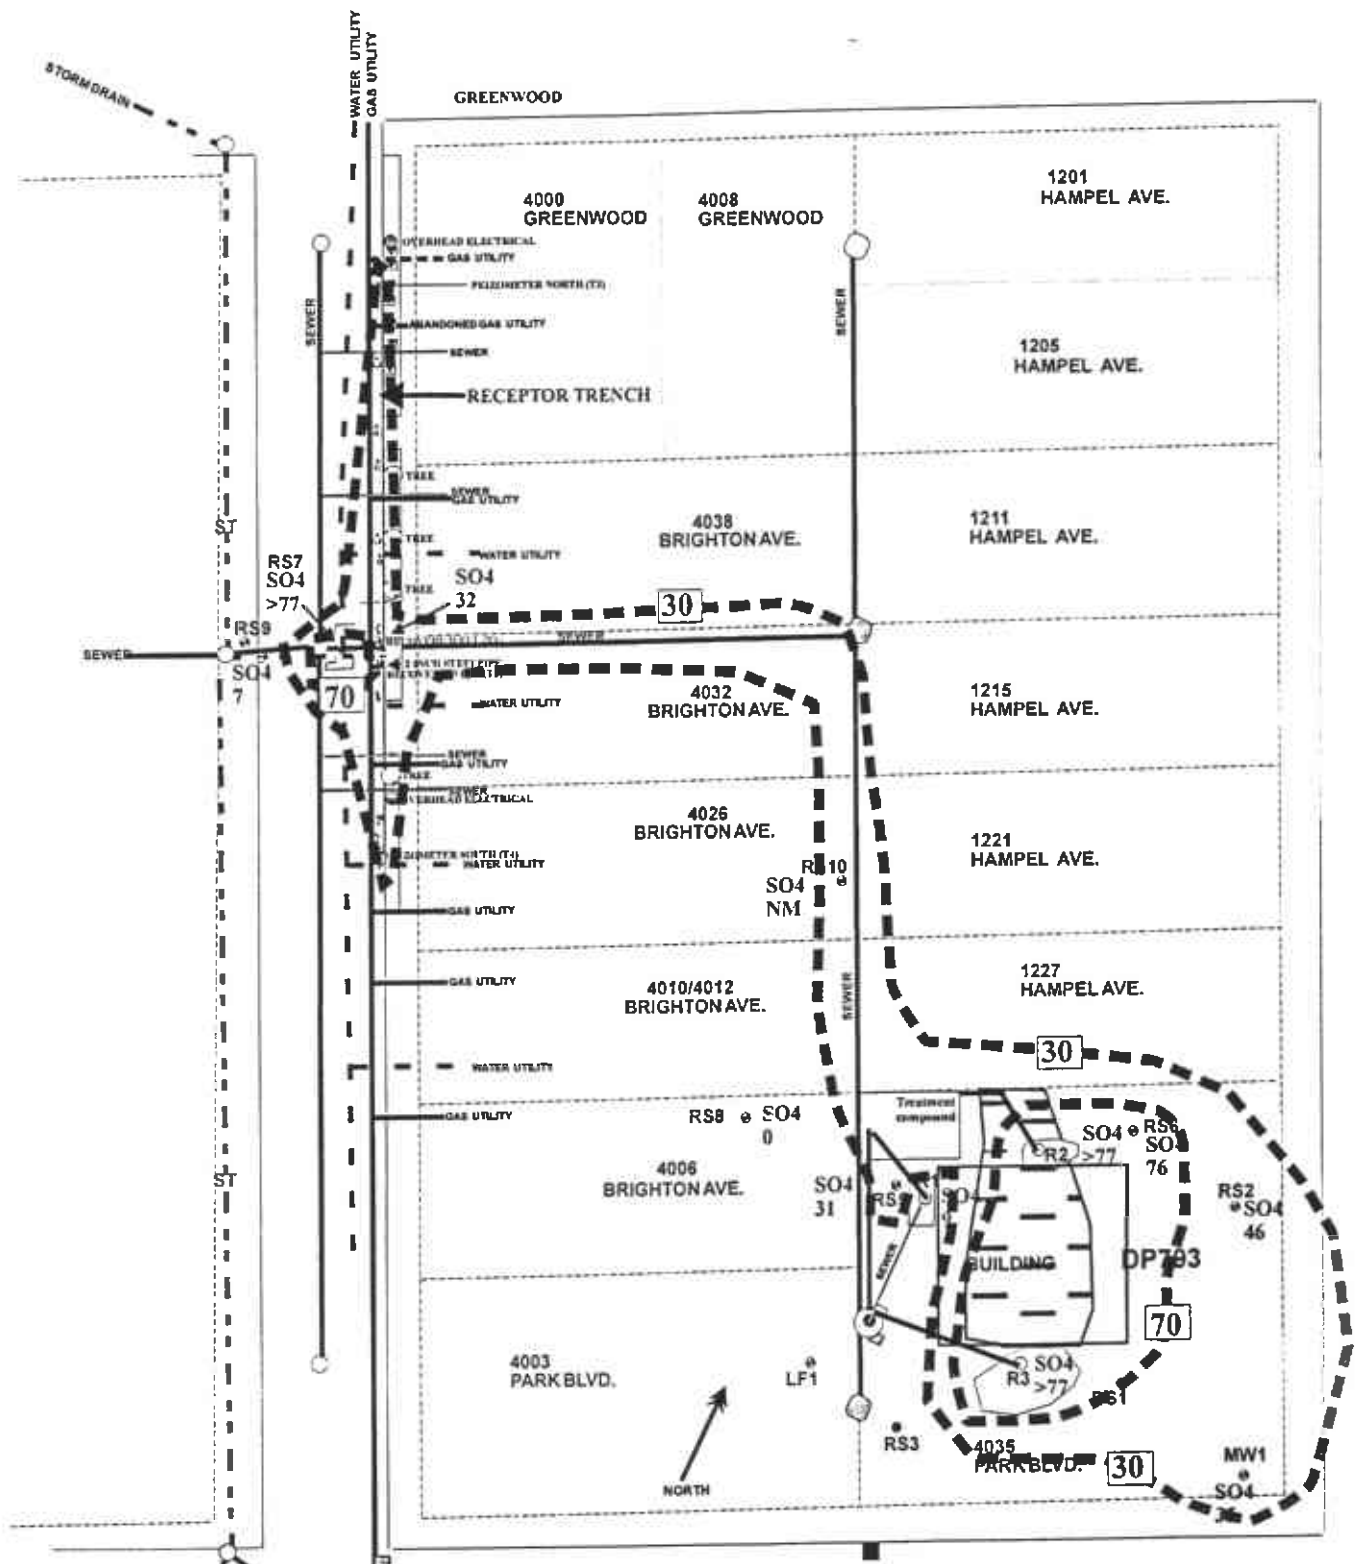 WATER UTILITY
GAS UTILITY
STORMDRAIN
GREENWOOD
4000
GREENWOOD
4008
GREENWOOD
1201
HAMPEL AVE.
OVERHEAD ELECTRICAL
GAS UTILITY
SEWER
SEWER
ABANDONED GAS UTILITY
SEWER
1205
HAMPEL AVE.
RECEPTOR TRENCH
TREE
SEWER
GAS UTILITY
ST
4038
BRIGHTON AVE.
1211
HAMPEL AVE.
TREE
WATER UTILITY
RS7
SO4
>77
SO4
32
TREE
30
RS9
SEWER
SEWER
SO4
7
70
4032
BRIGHTON AVE.
1215
HAMPEL AVE.
WATER UTILITY
SEWER
GAS UTILITY
TREE
SEWER
OVERHEAD ELECTRICAL
4026
BRIGHTON AVE.
1221
HAMPEL AVE.
WATER UTILITY
SO4
NM
GAS UTILITY
1227
HAMPEL AVE.
GAS UTILITY
4010/4012
BRIGHTON AVE.
SEWER
30
WATER UTILITY
Treatment
compound
GAS UTILITY
RS8
SO4
0
SO4
>77
R2
RS6
76
4006
BRIGHTON AVE.
ST
SO4
31
RS2
SO4
46
SEWER
BUILDING
DP793
70
4003
PARK BLVD.
LF1
R3
SO4
>77
RS1
RS3
4035
PARK BLVD.
30
MW1
SO4
NORTH